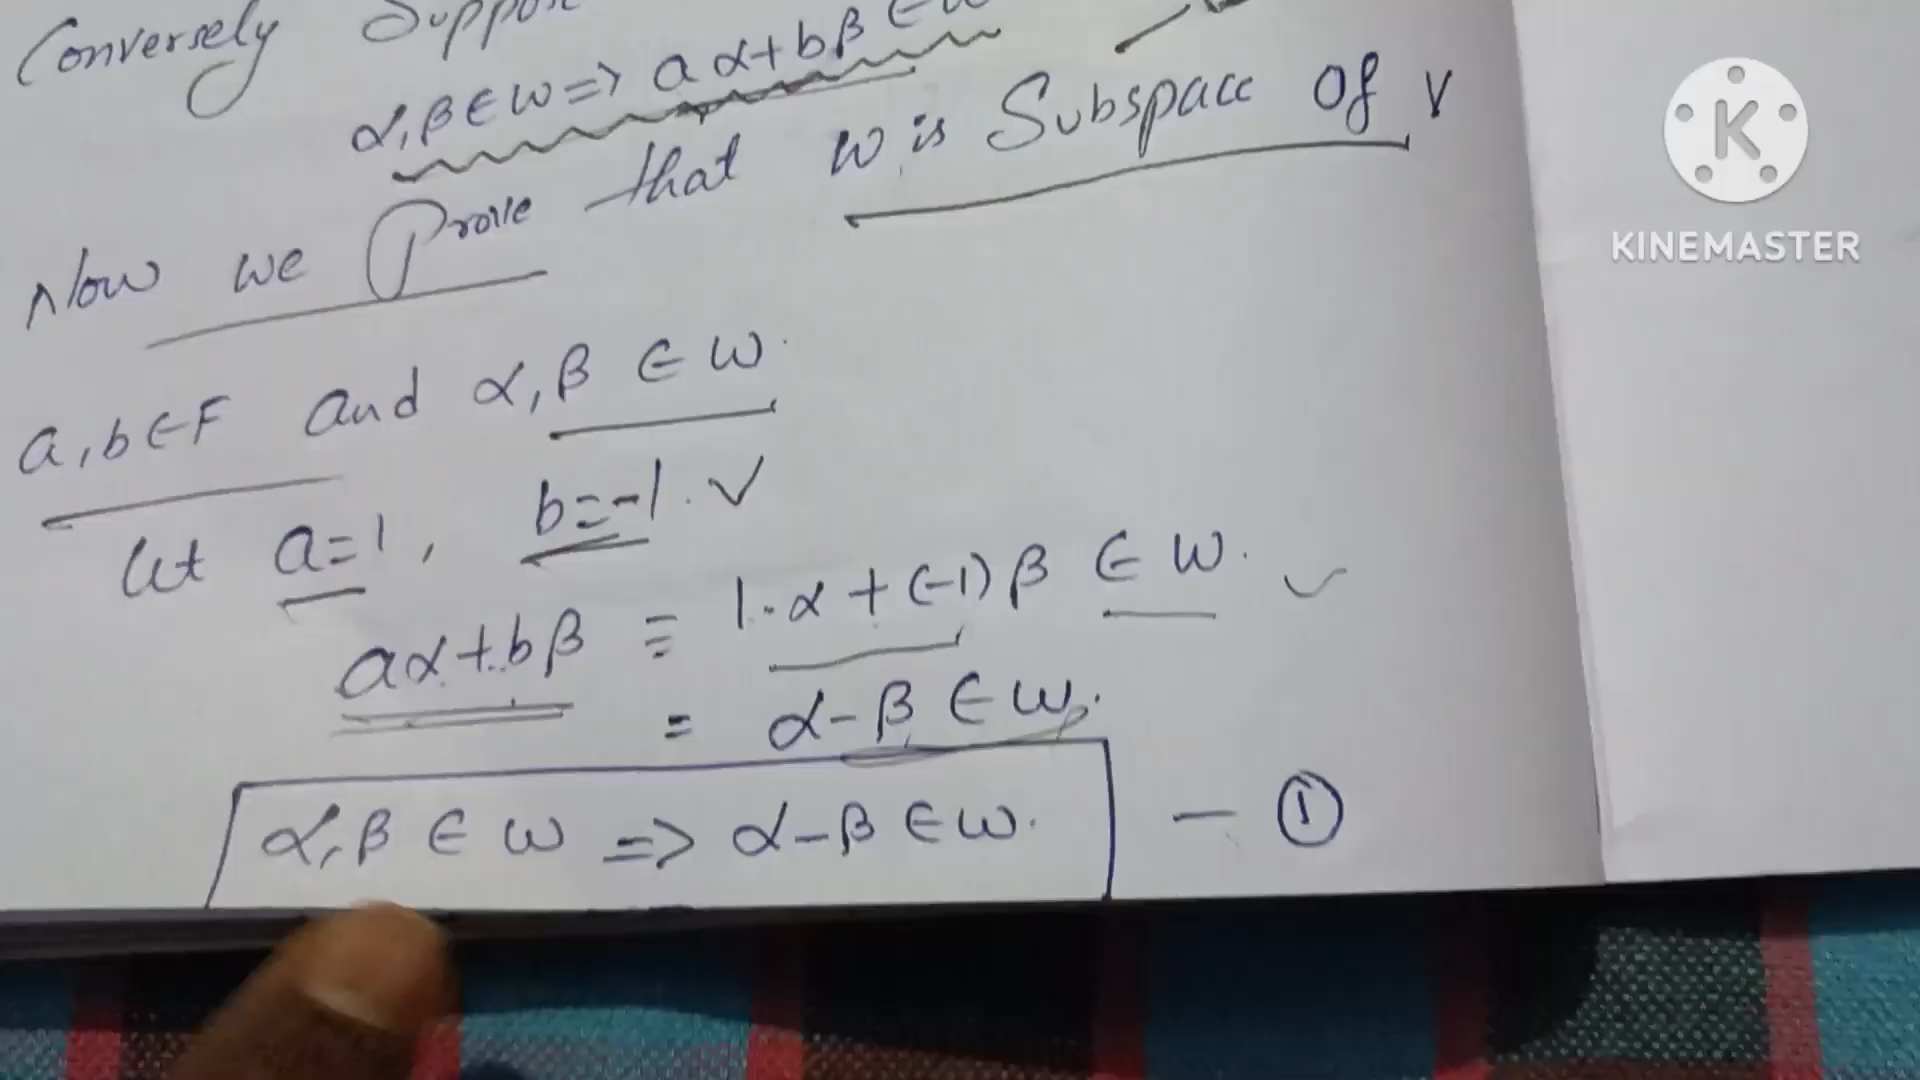 Conversely Suppos
α, β ∈ W => aα+bβ ∈ W
Now we Prove that W is Subspace Of V
a, b ∈ F and α, β ∈ W.
let a=1, b=-1. ✓
aα+bβ = 1·α+(-1)β ∈ W. ✓
= α-β ∈ W.
α, β ∈ W => α-β ∈ W. — ①
K
KINEMASTER